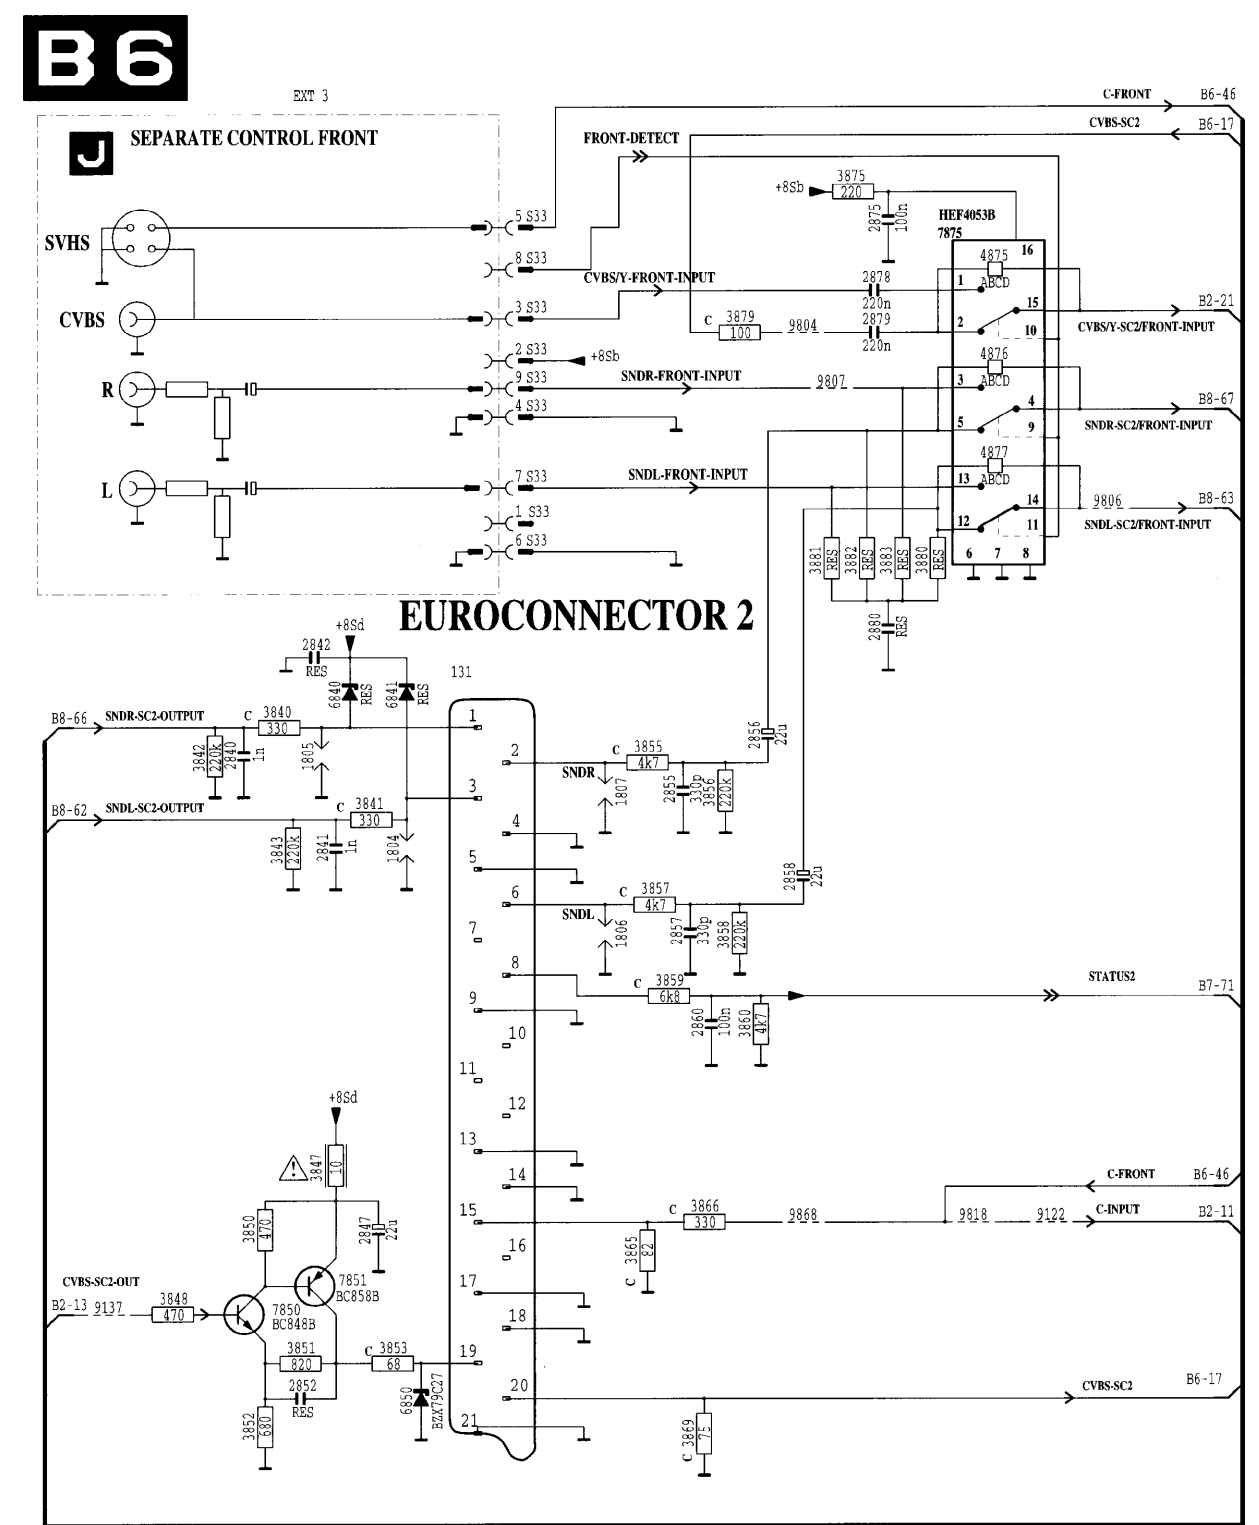 B6
EXT 3
C-FRONT B6-46
CVBS-SC2 B6-17
J SEPARATE CONTROL FRONT
FRONT-DETECT
+8Sb 3875
220
2875 100n
HEF4053B
7875
5 S33
SVHS
8 S33
CVBS/Y-FRONT-INPUT
2878
220n
4875
ABCD
16
1
3 S33
CVBS
C 3879
100
9804
2879
220n
2
15
10
B2-21
CVBS/Y-SC2/FRONT-INPUT
2 S33 +8Sb
9 S33
R
SNDR-FRONT-INPUT
9807
4876
ABCD
3
4 S33
5
4
9
B8-67
SNDR-SC2/FRONT-INPUT
7 S33
L
SNDL-FRONT-INPUT
4877
ABCD
13
1 S33
12
14
11
9806
B8-63
SNDL-SC2/FRONT-INPUT
6 S33
3881 RES
3882 RES
3883 RES
3880 RES
6 7 8
2880 RES
EUROCONNECTOR 2
+8Sd
2842
RES
6840 RES
6841 RES
131
B8-66 SNDR-SC2-OUTPUT
C 3840
330
3842 220k
2840 1n
1805
1
2
SNDR
1807
C 3855
4k7
2855 330p
3856 220k
2856 22u
B8-62 SNDL-SC2-OUTPUT
C 3841
330
3843 220k
2841 1n
1804
3
4
5
6
SNDL
1806
C 3857
4k7
2857 330p
3858 220k
2858 22u
7
8
C 3859
6k8
2860 100n
3860 4k7
STATUS2 B7-71
9
10
11
12
+8Sd
3847 10
13
14
C-FRONT B6-46
15
C 3866
330
9868
9818 9122
C-INPUT B2-11
C 3865 82
3850 470
2847 22u
16
7851
BC858B
17
CVBS-SC2-OUT
B2-13 9137
3848
470
7850
BC848B
18
3851
820
C 3853
68
19
2852
RES
6850 BZX79C27
3852 680
20
CVBS-SC2 B6-17
C 3869 75
21